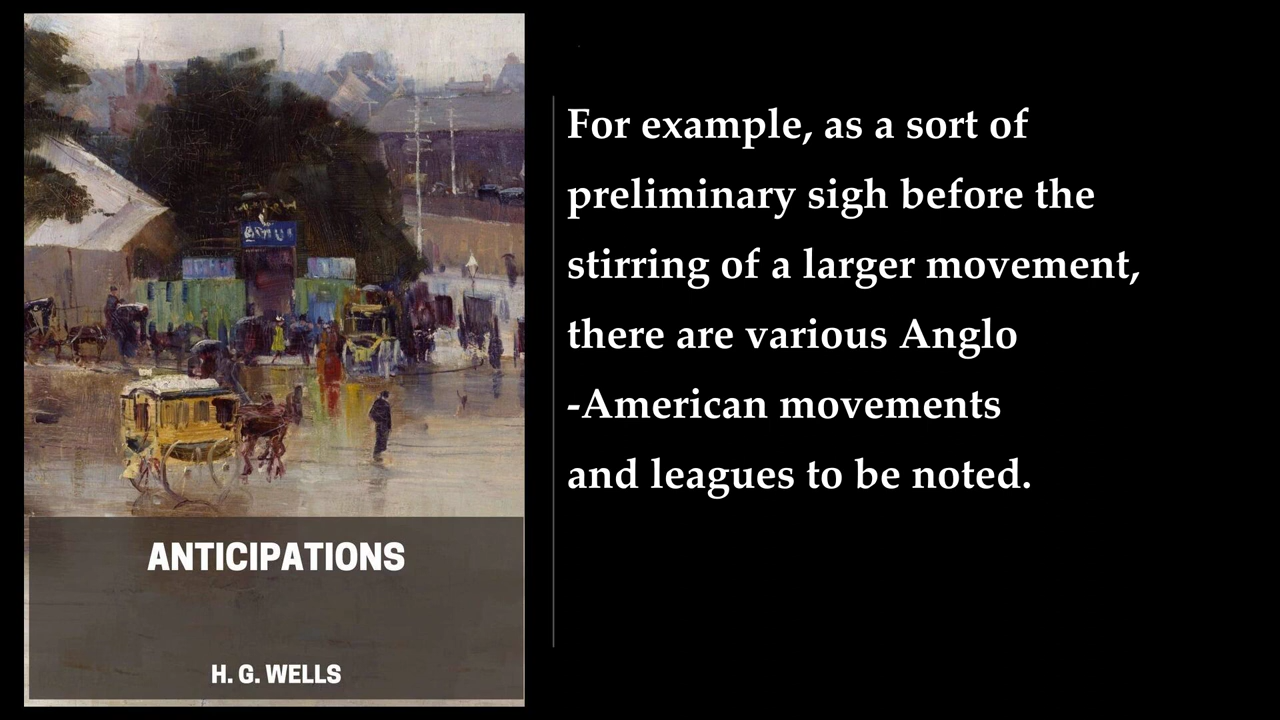 ANTICIPATIONS
H. G. WELLS
For example, as a sort of
preliminary sigh before the
stirring of a larger movement,
there are various Anglo
-American movements
and leagues to be noted.